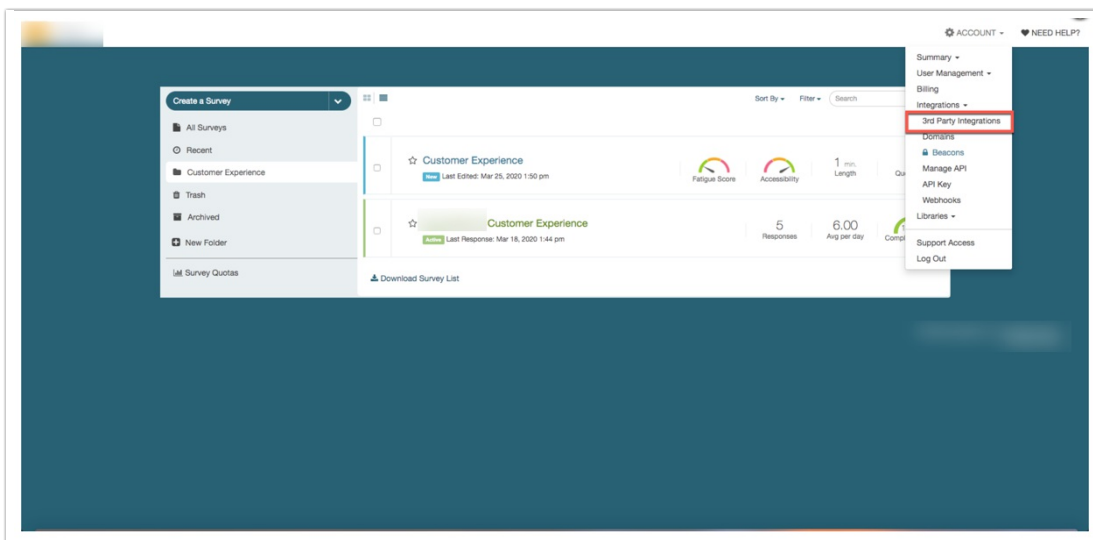 ACCOUNT
NEED HELP?
Summary
User Management
Billing
Integrations
3rd Party Integrations
Domains
Beacons
Manage API
API Key
Webhooks
Libraries
Support Access
Log Out
Create a Survey
All Surveys
Recent
Customer Experience
Trash
Archived
New Folder
Survey Quotas
Sort By
Filter
Search
Customer Experience
New Last Edited: Mar 25, 2020 1:50 pm
Fatigue Score
Accessibility
1 min.
Length
Customer Experience
Active Last Response: Mar 18, 2020 1:44 pm
5
Responses
6.00
Avg per day
Download Survey List